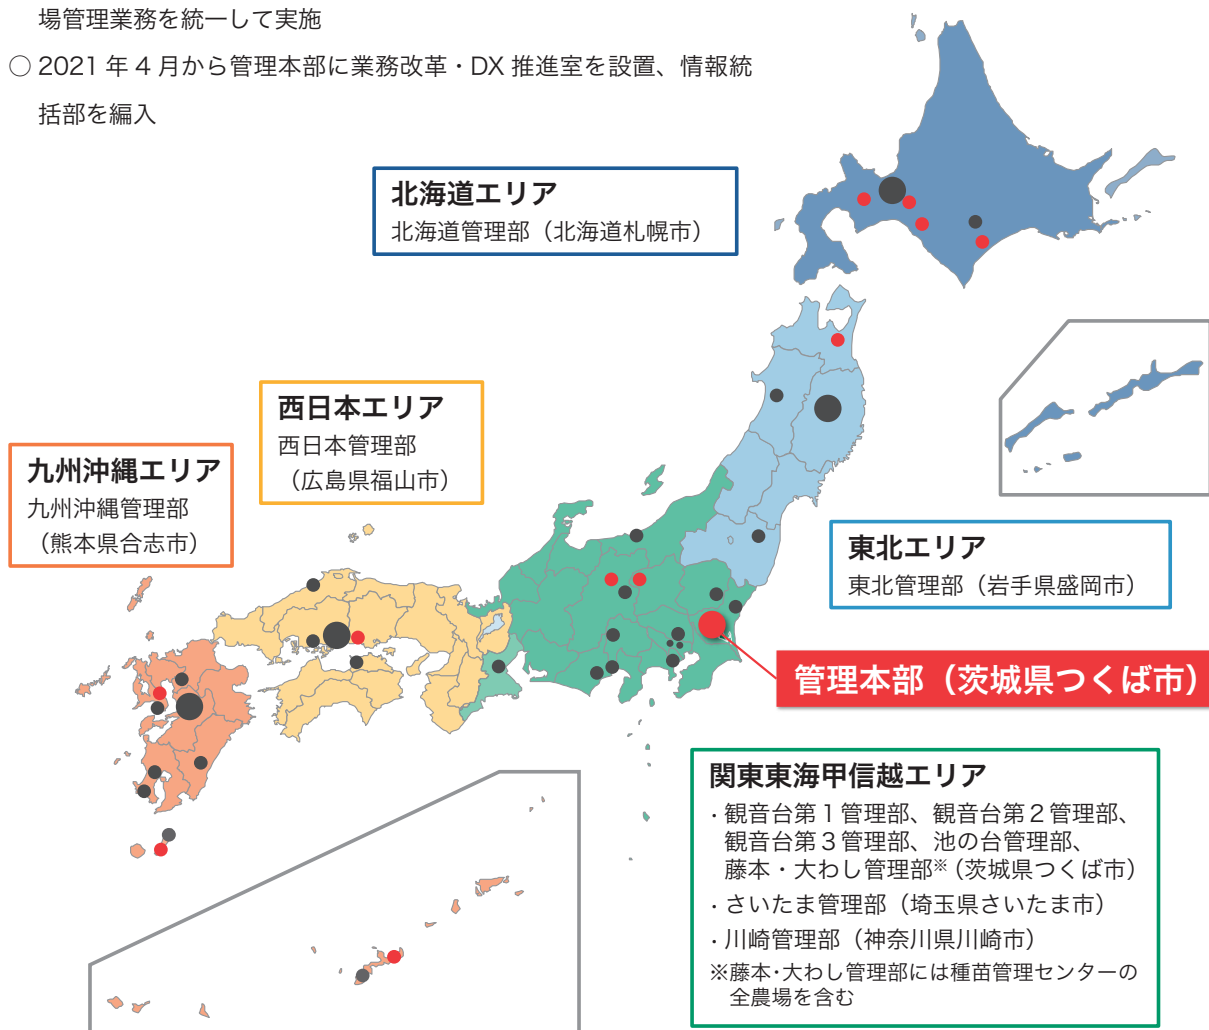 場管理業務を統一して実施
○ 2021 年 4 月から管理本部に業務改革・DX 推進室を設置、情報統
括部を編入
北海道エリア
北海道管理部（北海道札幌市）
西日本エリア
西日本管理部
（広島県福山市）
九州沖縄エリア
九州沖縄管理部
（熊本県合志市）
東北エリア
東北管理部（岩手県盛岡市）
管理本部（茨城県つくば市）
関東東海甲信越エリア
・観音台第１管理部、観音台第２管理部、
観音台第３管理部、池の台管理部、
藤本・大わし管理部※（茨城県つくば市）
・さいたま管理部（埼玉県さいたま市）
・川崎管理部（神奈川県川崎市）
※藤本・大わし管理部には種苗管理センターの
全農場を含む